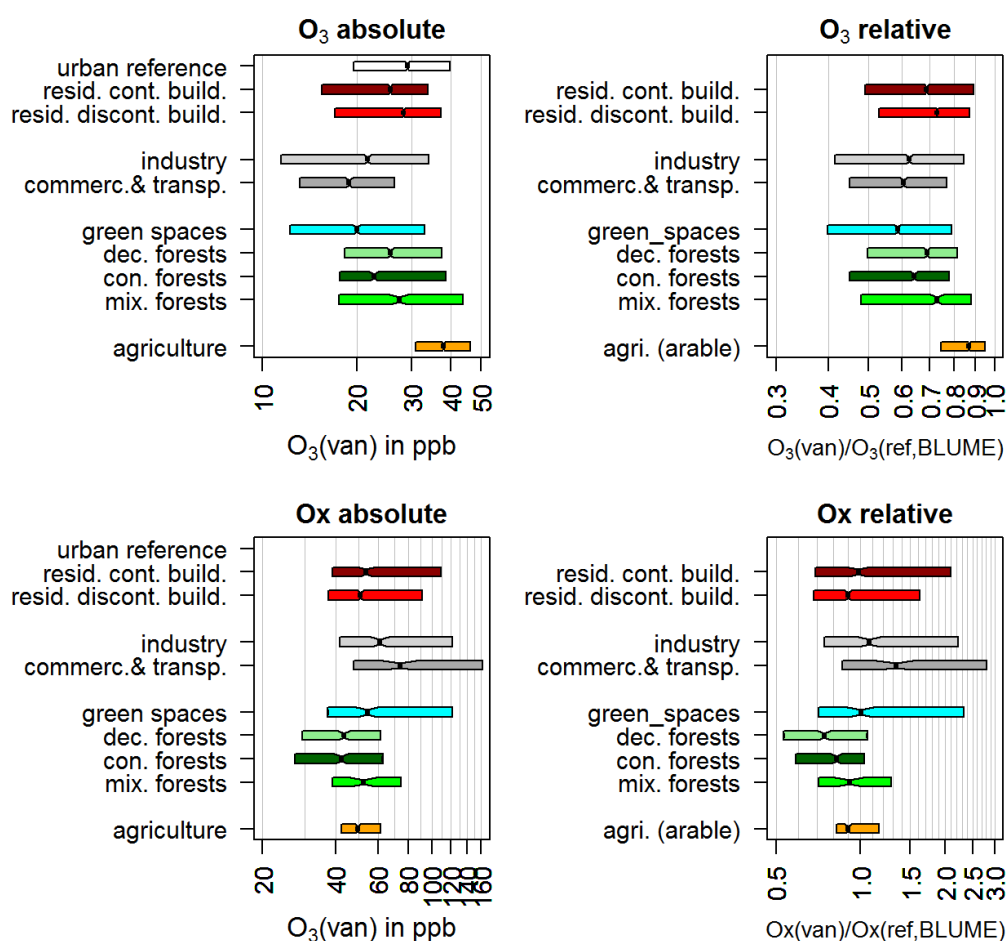 O₃ absolute
urban reference
resid. cont. build.
resid. discont. build.
industry
commerc.& transp.
green spaces
dec. forests
con. forests
mix. forests
agriculture
10 20 30 40 50
O₃(van) in ppb
O₃ relative
resid. cont. build.
resid. discont. build.
industry
commerc.& transp.
green_spaces
dec. forests
con. forests
mix. forests
agri. (arable)
0.3 0.4 0.5 0.6 0.7 0.8 0.9 1.0
O₃(van)/O₃(ref,BLUME)
Ox absolute
urban reference
resid. cont. build.
resid. discont. build.
industry
commerc.& transp.
green spaces
dec. forests
con. forests
mix. forests
agriculture
20 40 60 80 100 120 140 160
O₃(van) in ppb
Ox relative
resid. cont. build.
resid. discont. build.
industry
commerc.& transp.
green_spaces
dec. forests
con. forests
mix. forests
agri. (arable)
0.5 1.0 1.5 2.0 2.5 3.0
Ox(van)/Ox(ref,BLUME)